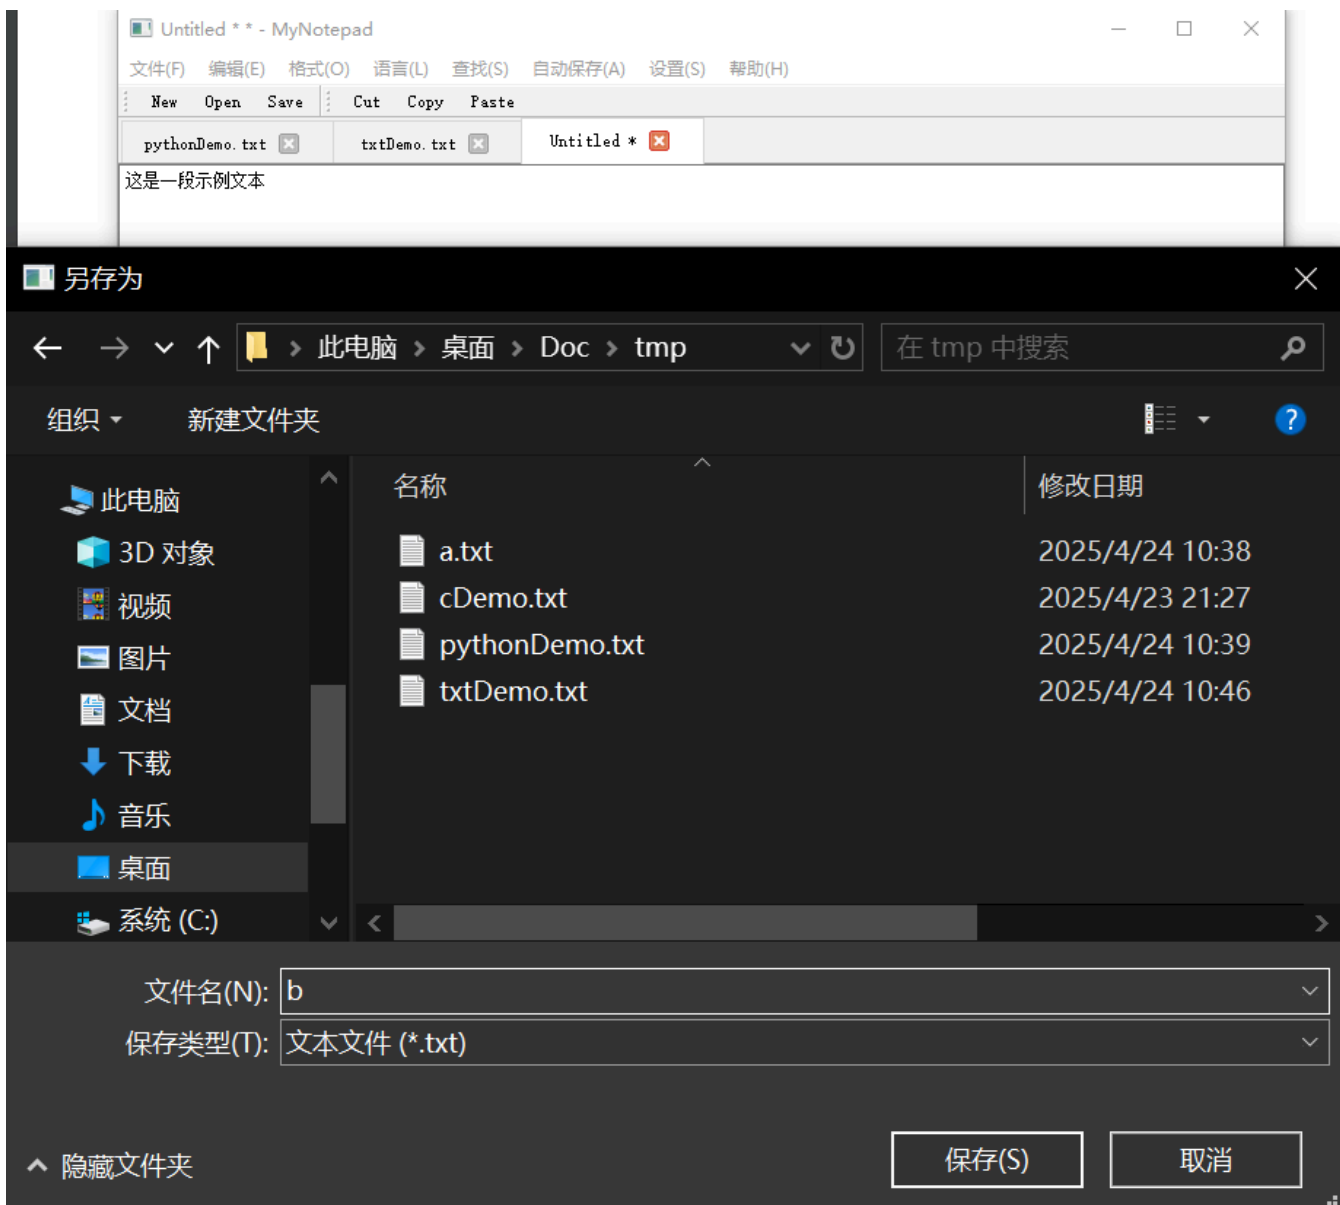 Untitled * * - MyNotepad
文件(F) 编辑(E) 格式(O) 语言(L) 查找(S) 自动保存(A) 设置(S) 帮助(H)
New Open Save Cut Copy Paste
pythonDemo.txt txtDemo.txt Untitled *
这是一段示例文本
另存为
此电脑 > 桌面 > Doc > tmp 在 tmp 中搜索
组织 新建文件夹
名称 修改日期
此电脑
3D 对象
视频
图片
文档
下载
音乐
桌面
系统 (C:)
a.txt 2025/4/24 10:38
cDemo.txt 2025/4/23 21:27
pythonDemo.txt 2025/4/24 10:39
txtDemo.txt 2025/4/24 10:46
文件名(N): b
保存类型(T): 文本文件 (*.txt)
隐藏文件夹 保存(S) 取消